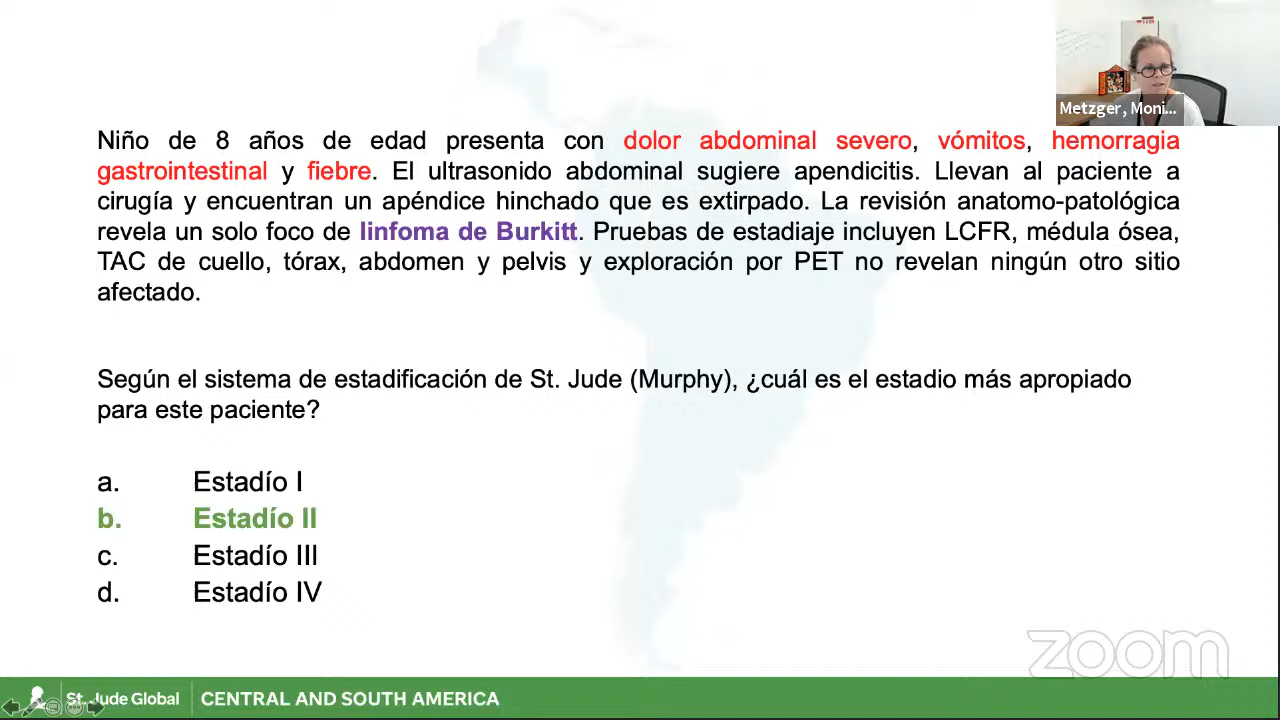 Metzger, Moni...
Niño de 8 años de edad presenta con dolor abdominal severo, vómitos, hemorragia
gastrointestinal y fiebre. El ultrasonido abdominal sugiere apendicitis. Llevan al paciente a
cirugía y encuentran un apéndice hinchado que es extirpado. La revisión anatomo-patológica
revela un solo foco de linfoma de Burkitt. Pruebas de estadiaje incluyen LCFR, médula ósea,
TAC de cuello, tórax, abdomen y pelvis y exploración por PET no revelan ningún otro sitio
afectado.
Según el sistema de estadificación de St. Jude (Murphy), ¿cuál es el estadio más apropiado
para este paciente?
a. Estadío I
b. Estadío II
c. Estadío III
d. Estadío IV
zoom
St. Jude Global CENTRAL AND SOUTH AMERICA